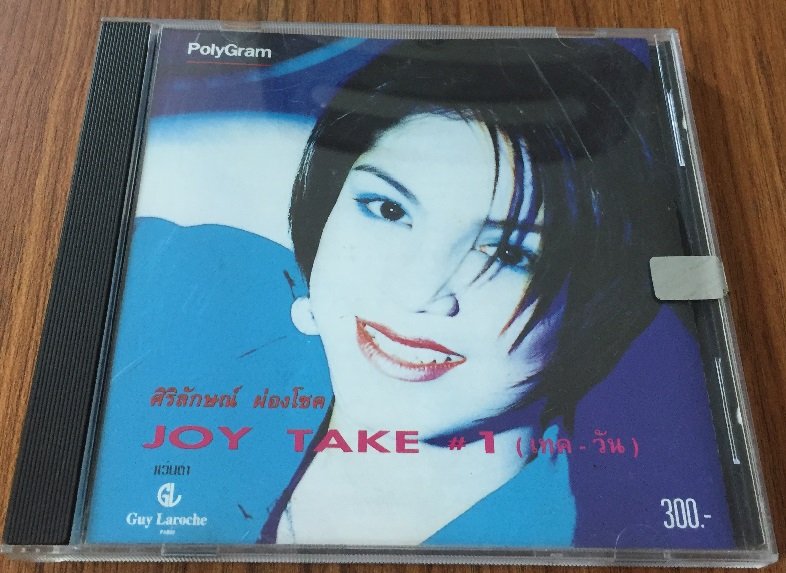 PolyGram
ศิริลักษณ์ ผ่องโชค
JOY TAKE #1 (เทค - วัน)
แว่นตา
GL
Guy Laroche
PARIS
300.-